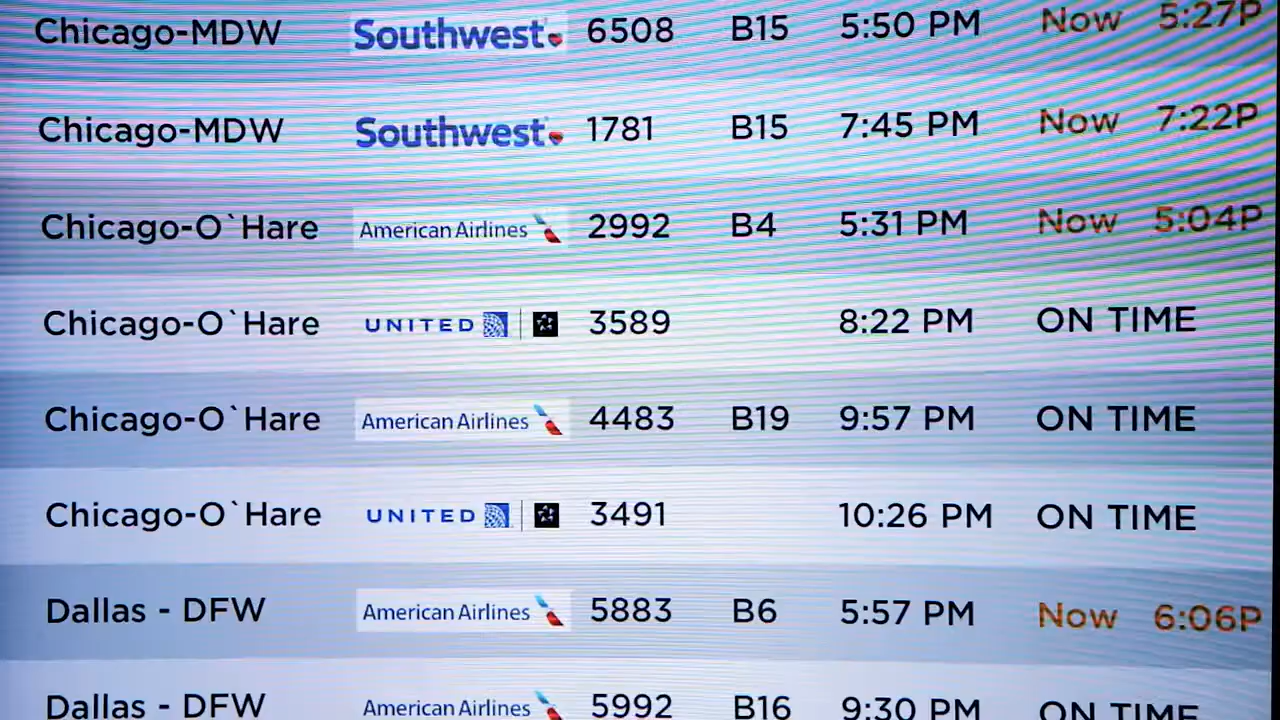 Chicago-MDW Southwest 6508 B15 5:50 PM Now 5:27P
Chicago-MDW Southwest 1781 B15 7:45 PM Now 7:22P
Chicago-O`Hare American Airlines 2992 B4 5:31 PM Now 5:04P
Chicago-O`Hare UNITED 3589 8:22 PM ON TIME
Chicago-O`Hare American Airlines 4483 B19 9:57 PM ON TIME
Chicago-O`Hare UNITED 3491 10:26 PM ON TIME
Dallas - DFW American Airlines 5883 B6 5:57 PM Now 6:06P
Dallas - DFW American Airlines 5992 B16 9:30 PM ON TIME